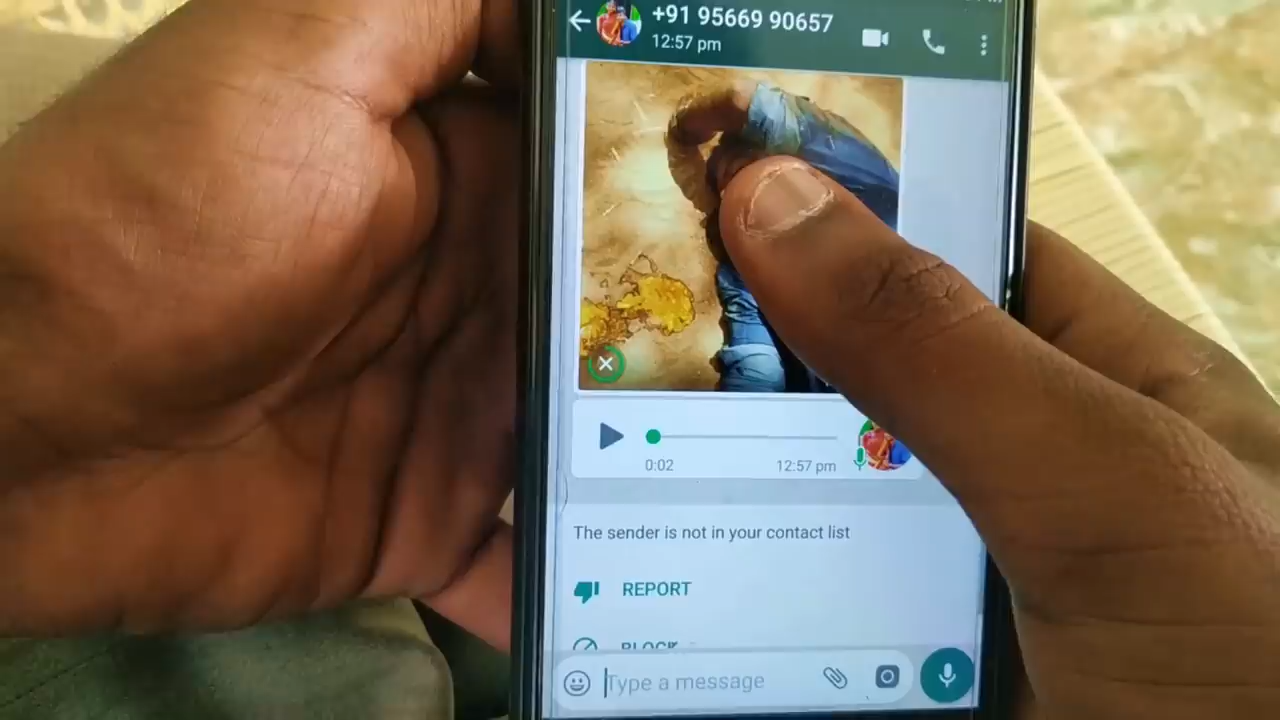 +91 95669 90657
12:57 pm
0:02
12:57 pm
The sender is not in your contact list
REPORT
BLOCK
Type a message